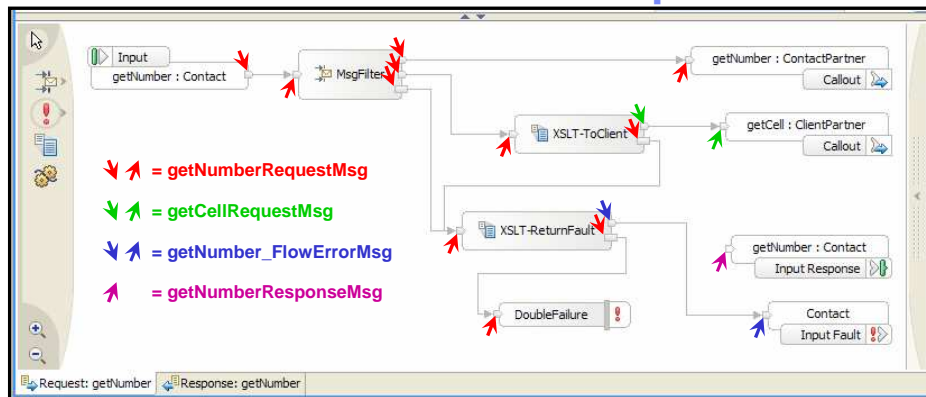 Input
getNumber : Contact
MsgFilter
getNumber : ContactPartner
Callout
XSLT-ToClient
getCell : ClientPartner
Callout
= getNumberRequestMsg
= getCellRequestMsg
= getNumber_FlowErrorMsg
= getNumberResponseMsg
XSLT-ReturnFault
getNumber : Contact
Input Response
DoubleFailure
Contact
Input Fault
Request: getNumber
Response: getNumber